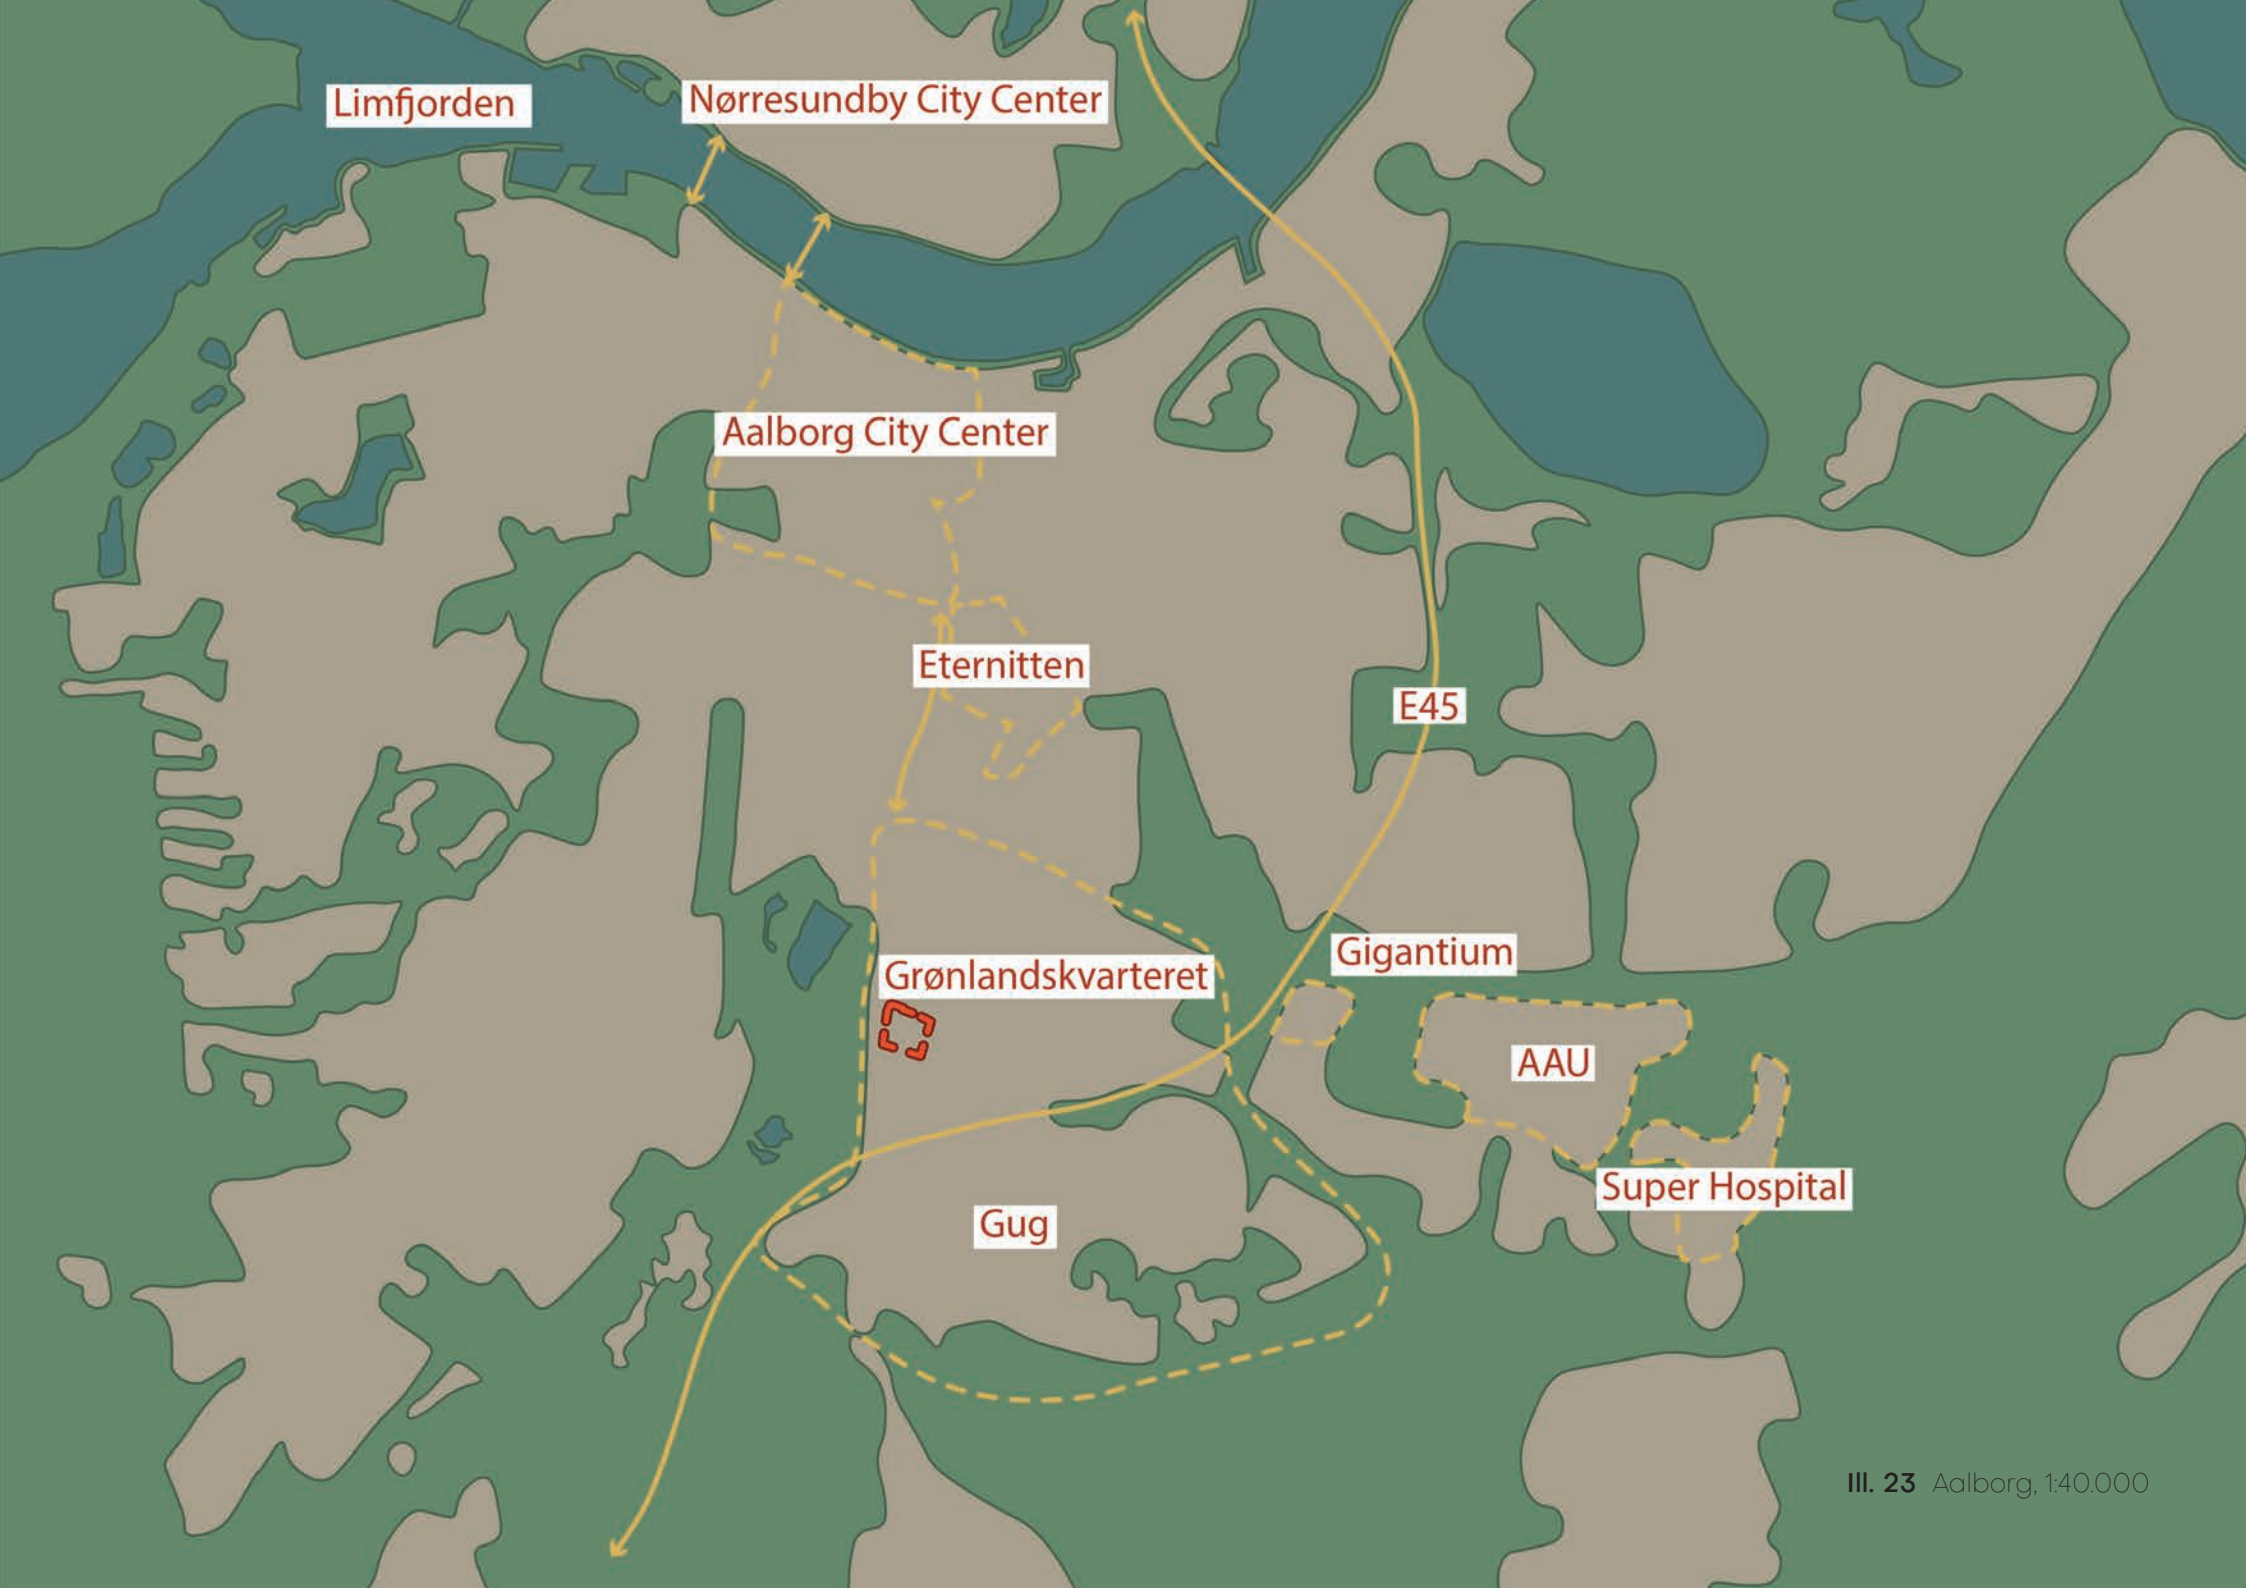 Limfjorden
Nørresundby City Center
Aalborg City Center
Eternitten
E45
Gigantium
Grønlandskvarteret
AAU
Super Hospital
Gug
Ill. 23 Aalborg, 1:40.000